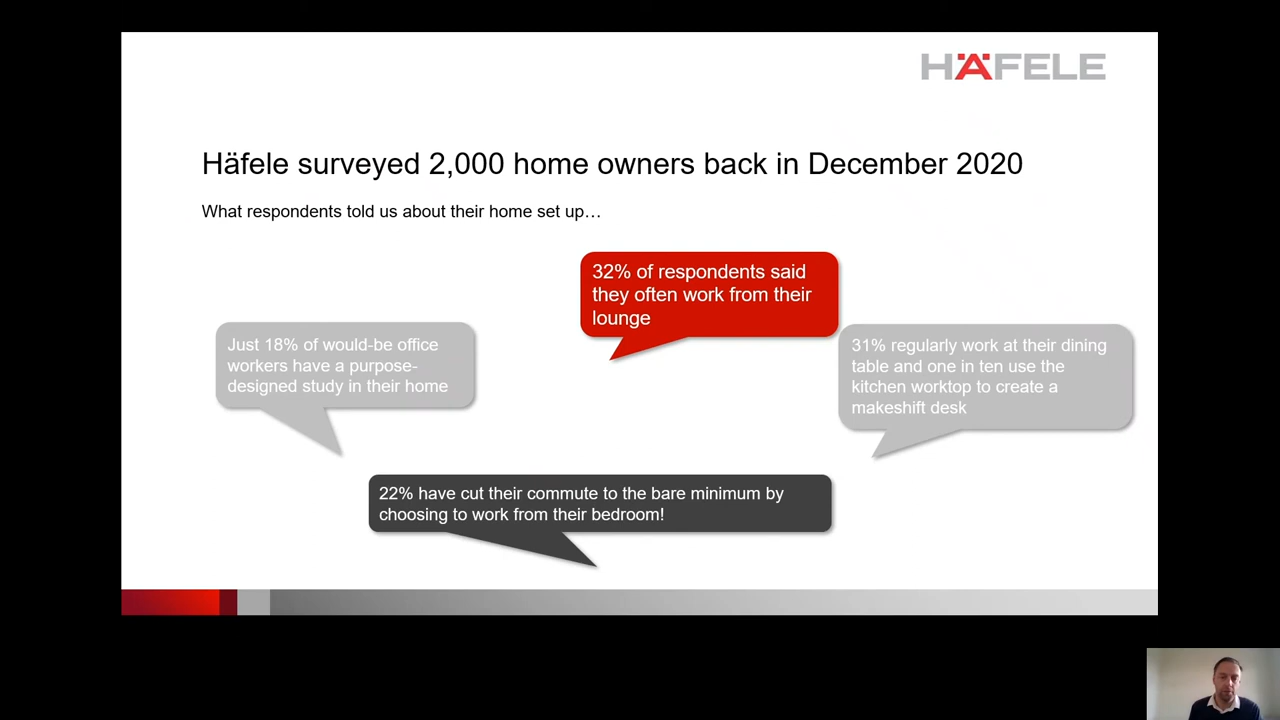 HÄFELE
Häfele surveyed 2,000 home owners back in December 2020
What respondents told us about their home set up…
32% of respondents said
they often work from their
lounge
Just 18% of would-be office
workers have a purpose-
designed study in their home
31% regularly work at their dining
table and one in ten use the
kitchen worktop to create a
makeshift desk
22% have cut their commute to the bare minimum by
choosing to work from their bedroom!